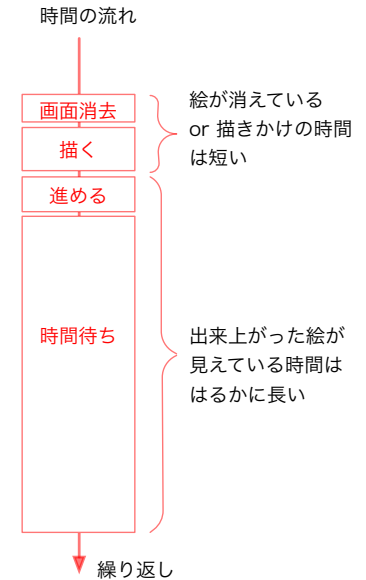 時間の流れ
画面消去
描く
絵が消えている
or 描きかけの時間
は短い
進める
時間待ち
出来上がった絵が
見えている時間は
はるかに長い
繰り返し